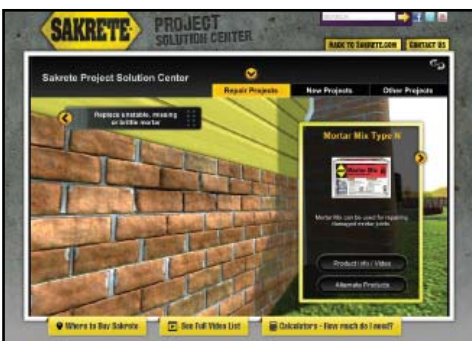 SAKRETE
PROJECT
SOLUTION CENTER
SEARCH
BACK TO SAKRETE.COM
CONTACT US
Sakrete Project Solution Center
Repair Projects
New Projects
Other Projects
Replace unstable, missing
or brittle mortar
Mortar Mix Type N
Mortar Mix
Mortar Mix can be used for repairing
damaged mortar joints.
Product Info / Video
Alternate Products
Where to Buy Sakrete
See Full Video List
Calculators - How much do I need?